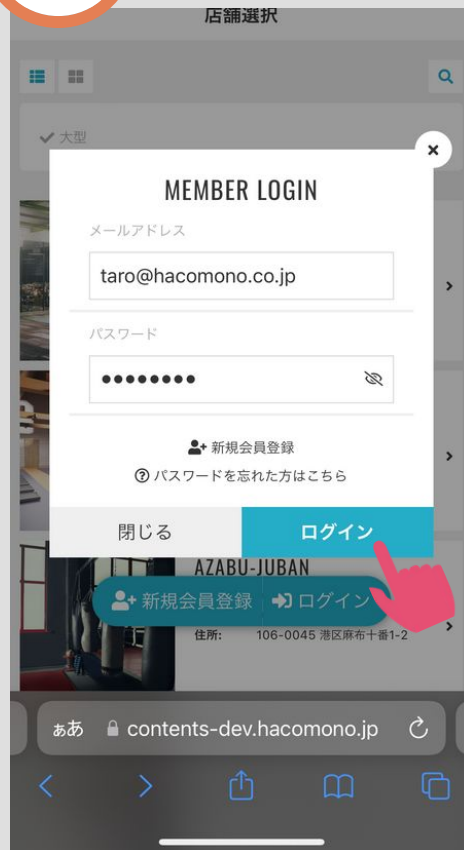 店舗選択
大型
MEMBER LOGIN
メールアドレス
taro@hacomono.co.jp
パスワード
新規会員登録
パスワードを忘れた方はこちら
閉じる
ログイン
AZABU-JUBAN
新規会員登録
ログイン
住所: 106-0045 港区麻布十番1-2
ぁあ
contents-dev.hacomono.jp